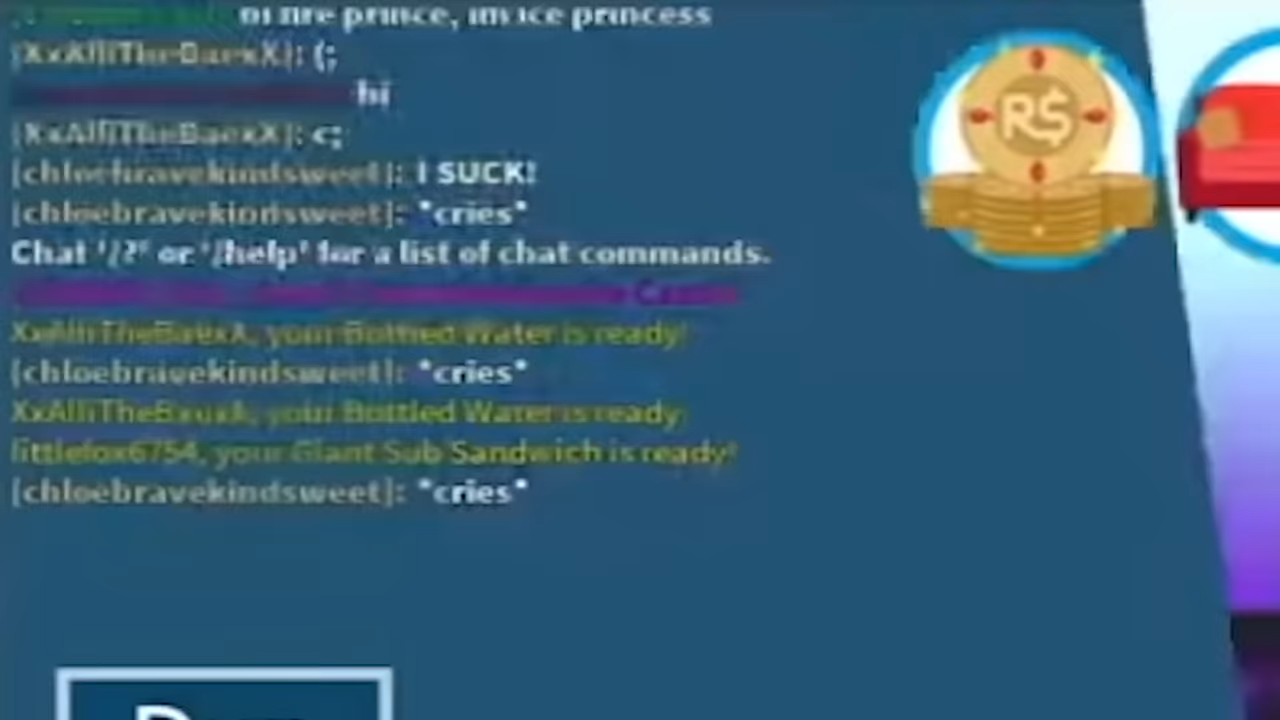 fire prince, im ice princess
[XxAlliTheBaexX]: (;
hi
[XxAlliTheBaexX]: c;
[chloebravekindsweet]: I SUCK!
[chloebravekindsweet]: *cries*
Chat '/?' or '/help' for a list of chat commands.
XxAlliTheBaexX, your Bottled Water is ready!
[chloebravekindsweet]: *cries*
XxAlliTheBaexX, your Bottled Water is ready!
littlefox6754, your Giant Sub Sandwich is ready!
[chloebravekindsweet]: *cries*
R$